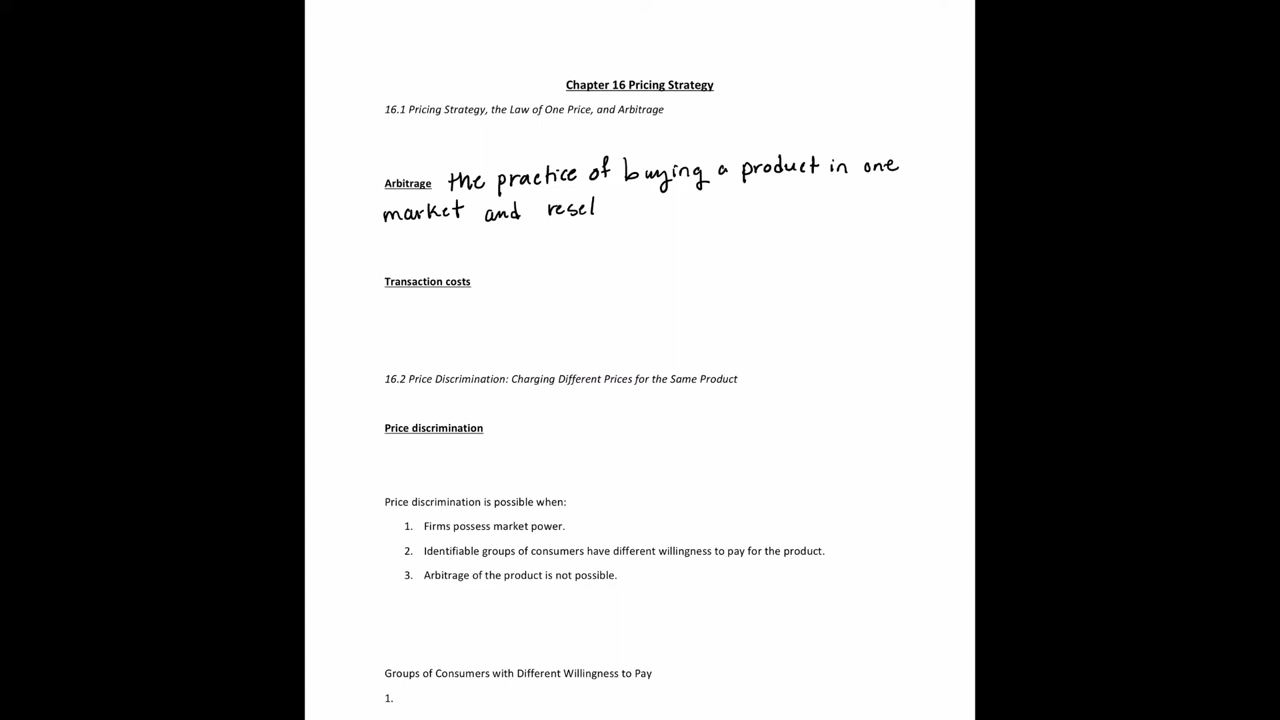 Chapter 16 Pricing Strategy
16.1 Pricing Strategy, the Law of One Price, and Arbitrage
Arbitrage the practice of buying a product in one
market and resel
Transaction costs
16.2 Price Discrimination: Charging Different Prices for the Same Product
Price discrimination
Price discrimination is possible when:
1. Firms possess market power.
2. Identifiable groups of consumers have different willingness to pay for the product.
3. Arbitrage of the product is not possible.
Groups of Consumers with Different Willingness to Pay
1.